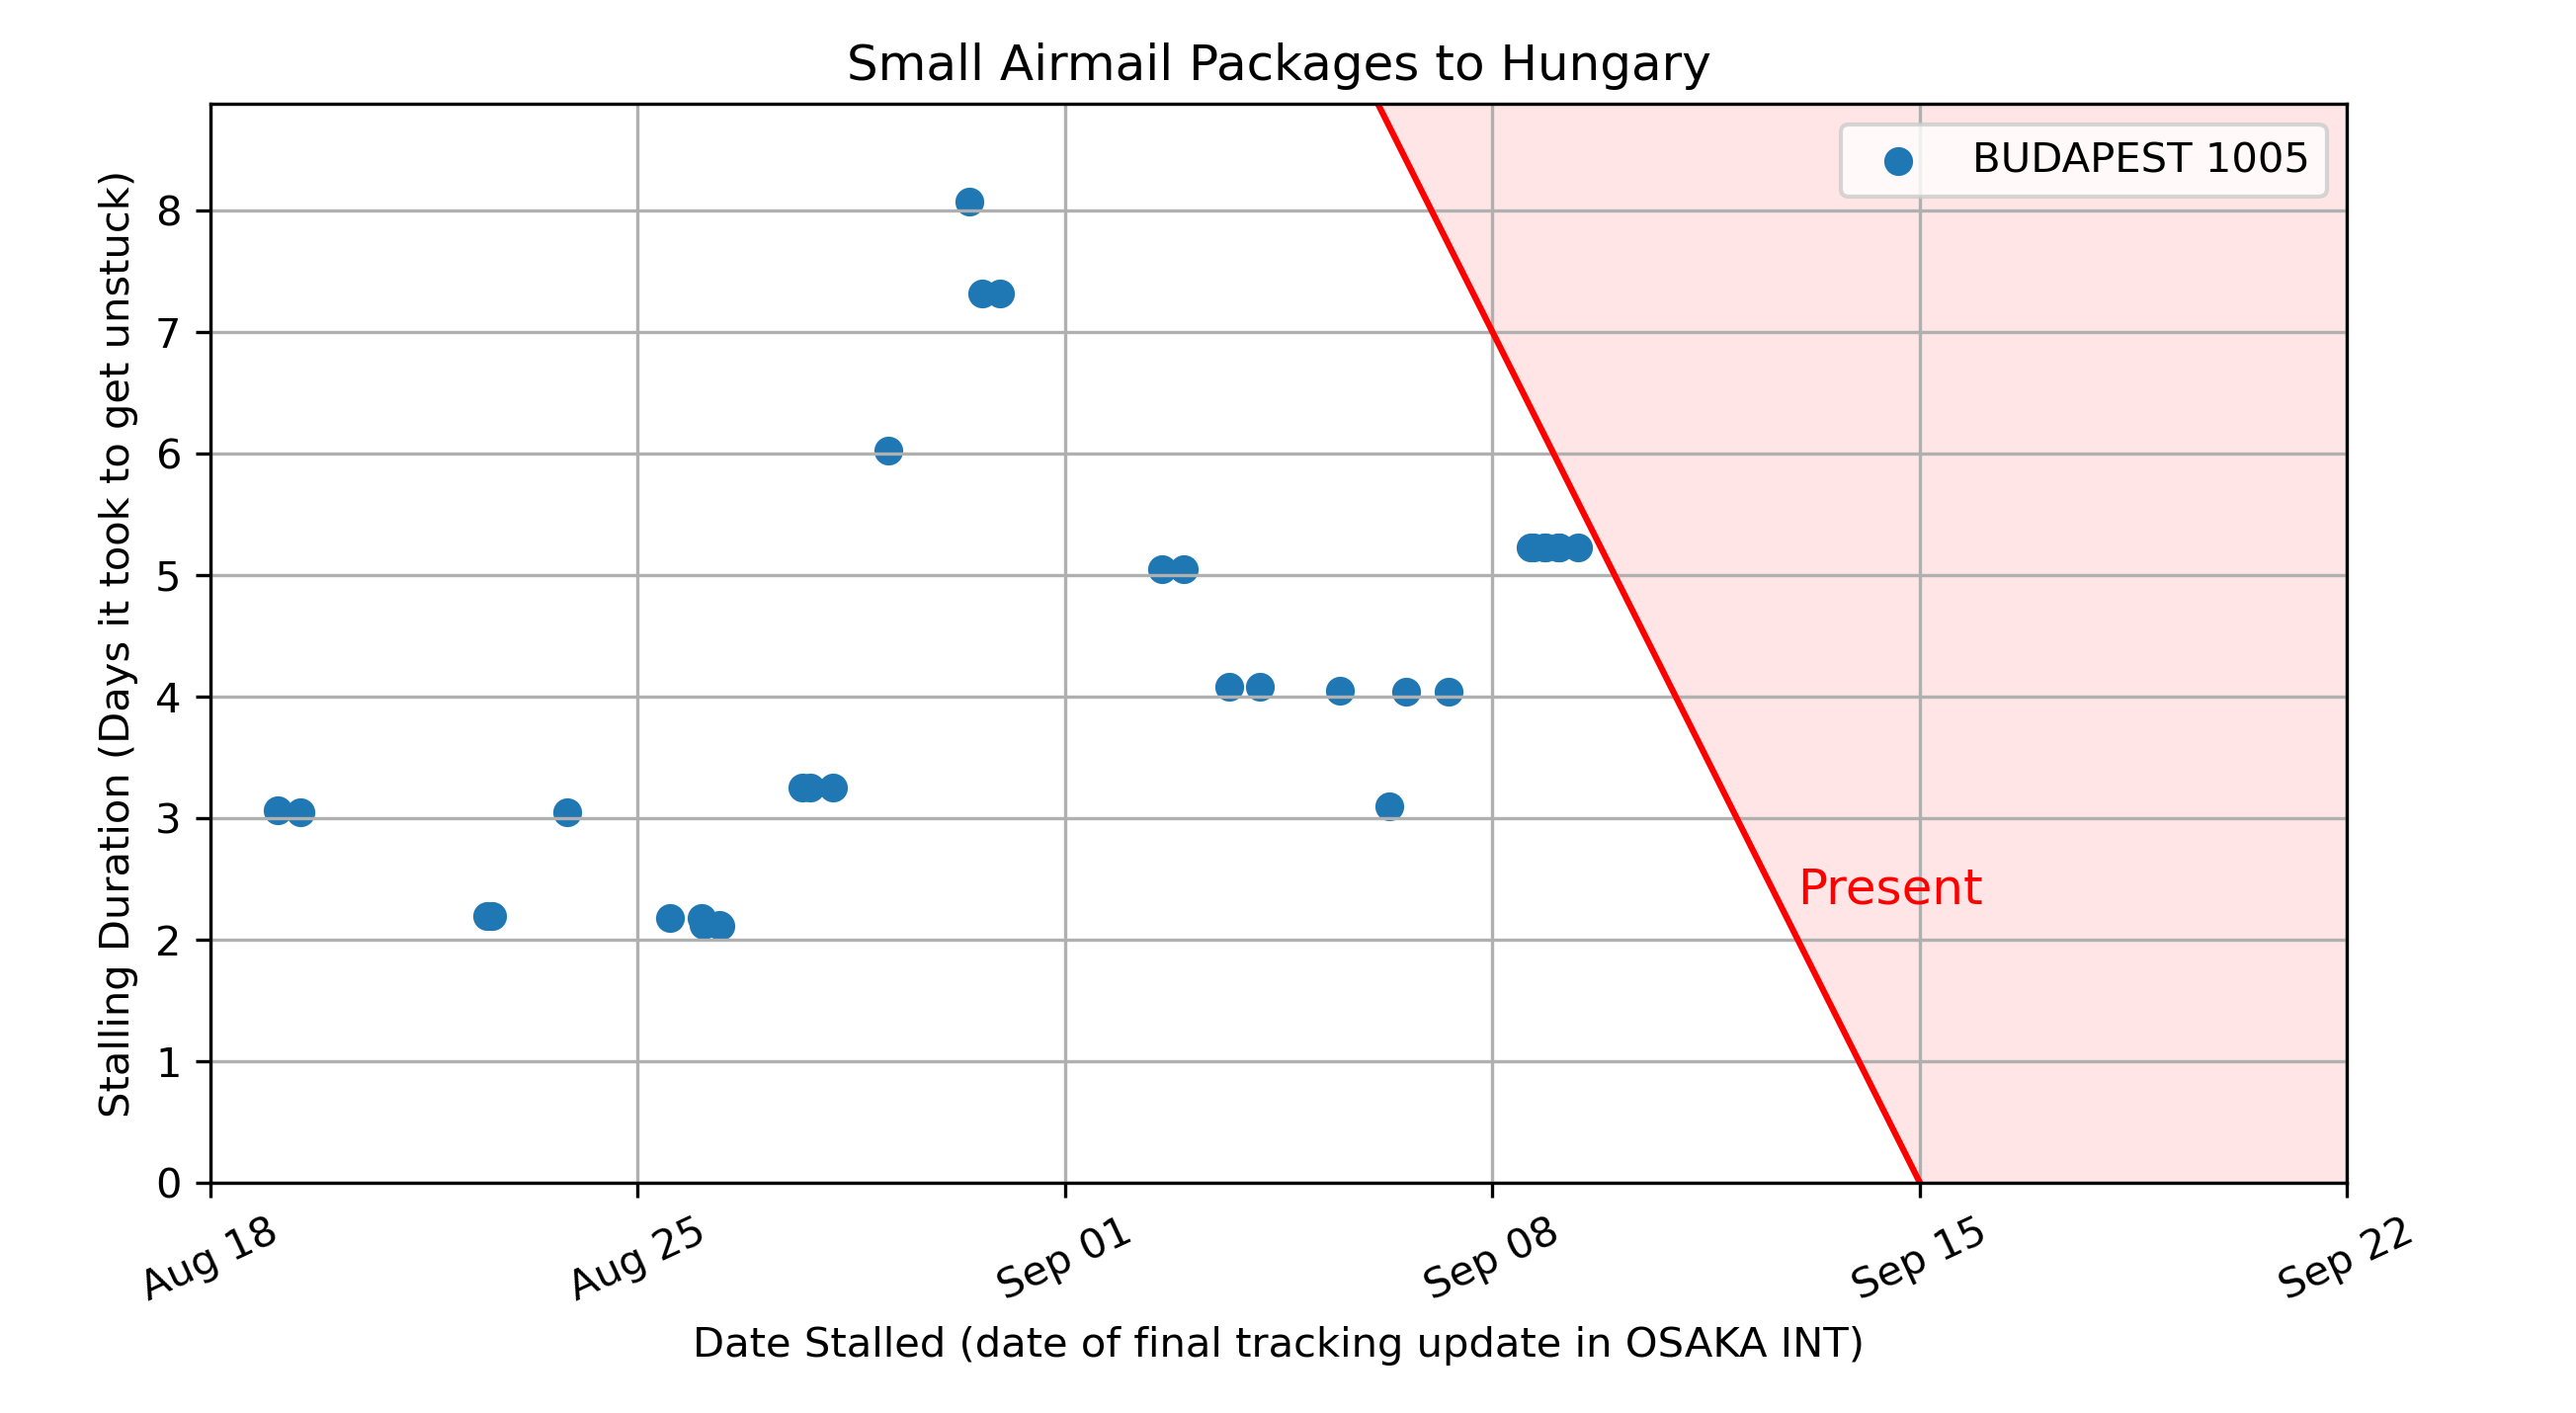 Small Airmail Packages to Hungary
BUDAPEST 1005
Stalling Duration (Days it took to get unstuck)
8
7
6
5
4
3
2
1
0
Present
Aug 18
Aug 25
Sep 01
Sep 08
Sep 15
Sep 22
Date Stalled (date of final tracking update in OSAKA INT)